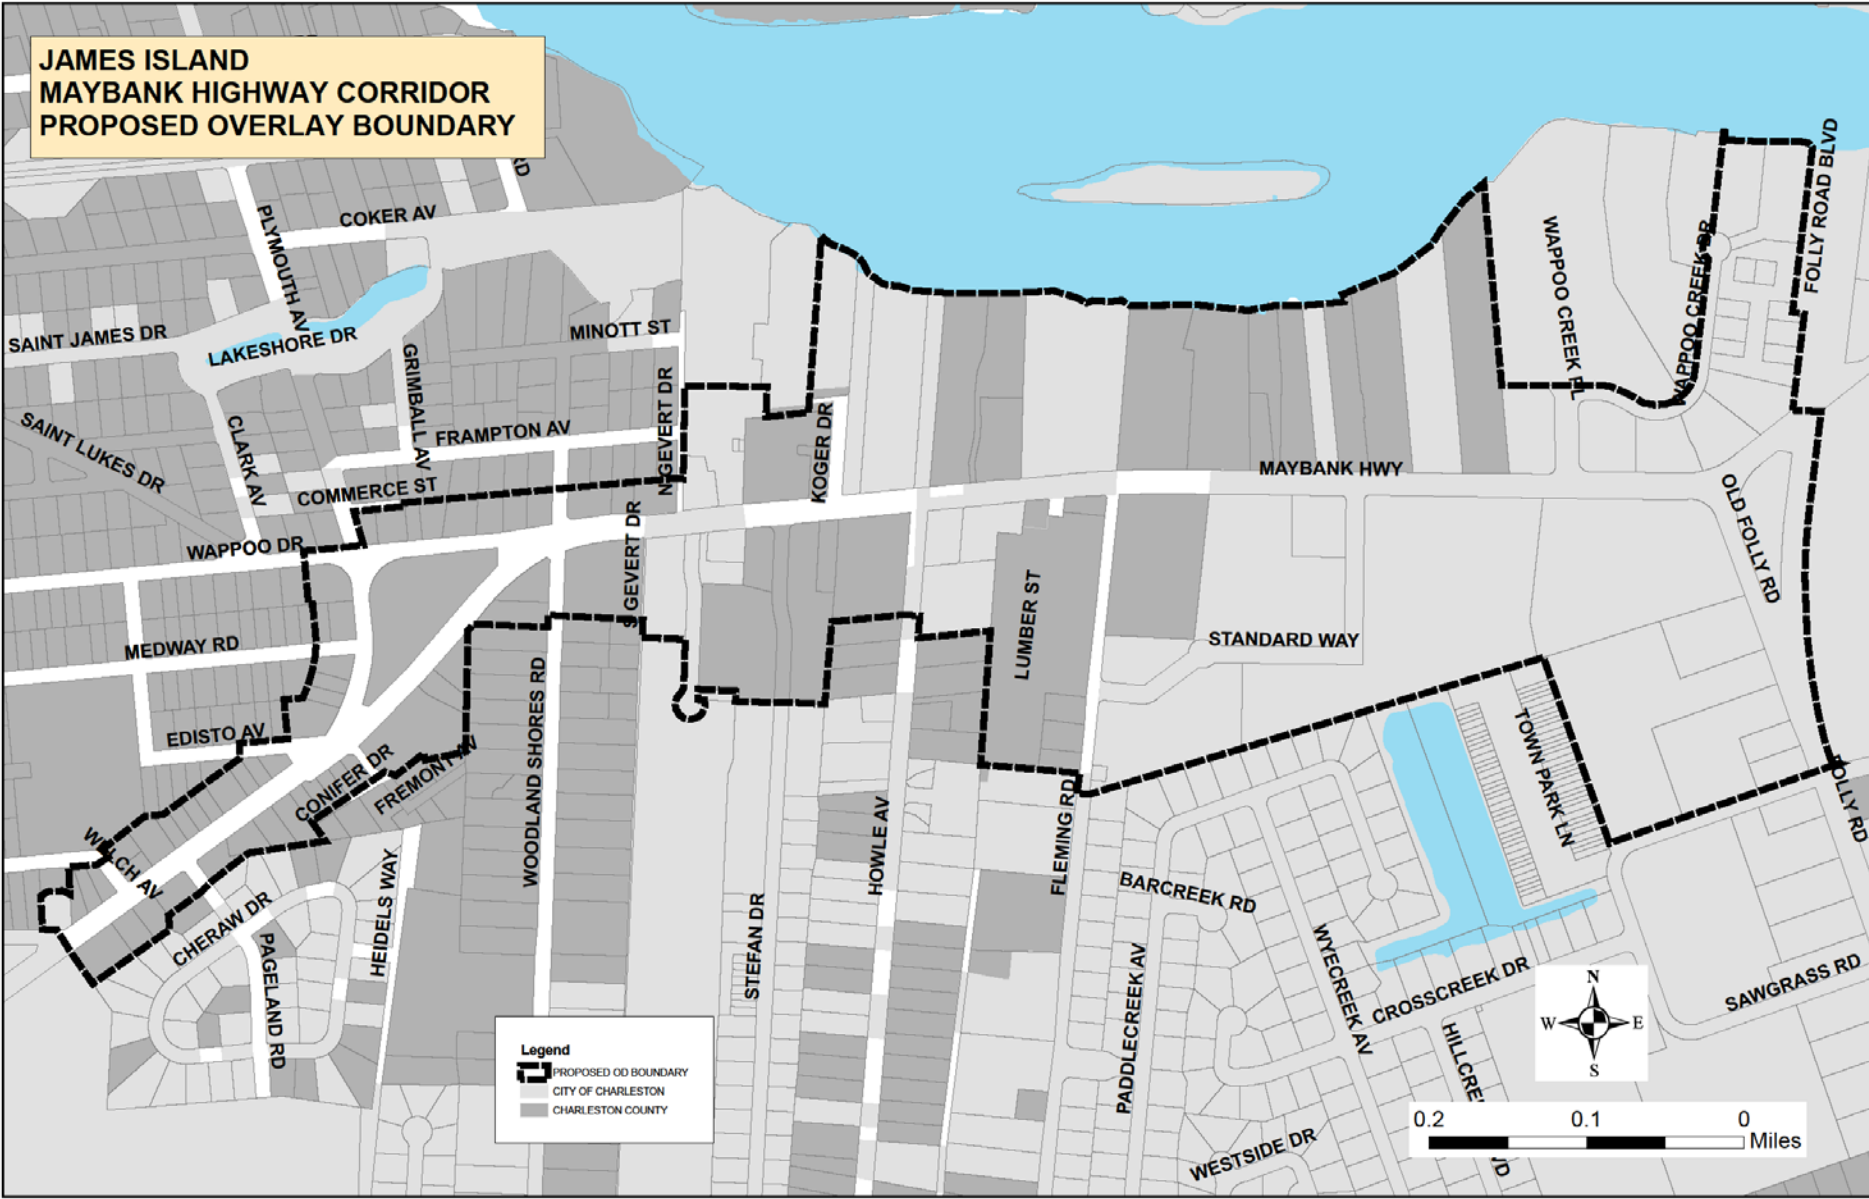 JAMES ISLAND
MAYBANK HIGHWAY CORRIDOR
PROPOSED OVERLAY BOUNDARY
RD
COKER AV
PLYMOUTH AV
FOLLY ROAD BLVD
WAPPOO CREEK DR
WAPPOO CREEK PL
SAINT JAMES DR
LAKESHORE DR
MINOTT ST
GRIMBALL AV
N GEVERT DR
SAINT LUKES DR
CLARK AV
FRAMPTON AV
KOGER DR
COMMERCE ST
MAYBANK HWY
OLD FOLLY RD
WAPPOO DR
S GEVERT DR
LUMBER ST
MEDWAY RD
STANDARD WAY
EDISTO AV
WOODLAND SHORES RD
CONIFER DR
FREMONT AV
TOWN PARK LN
FOLLY RD
WELCH AV
HOWLE AV
FLEMING RD
HEIDELS WAY
CHERAW DR
STEFAN DR
BARCREEK RD
PAGELAND RD
PADDLECREEK AV
WYECREEK AV
CROSSCREEK DR
SAWGRASS RD
WESTSIDE DR
N
W
E
S
Legend
PROPOSED OD BOUNDARY
CITY OF CHARLESTON
CHARLESTON COUNTY
0.2 0.1 0
Miles